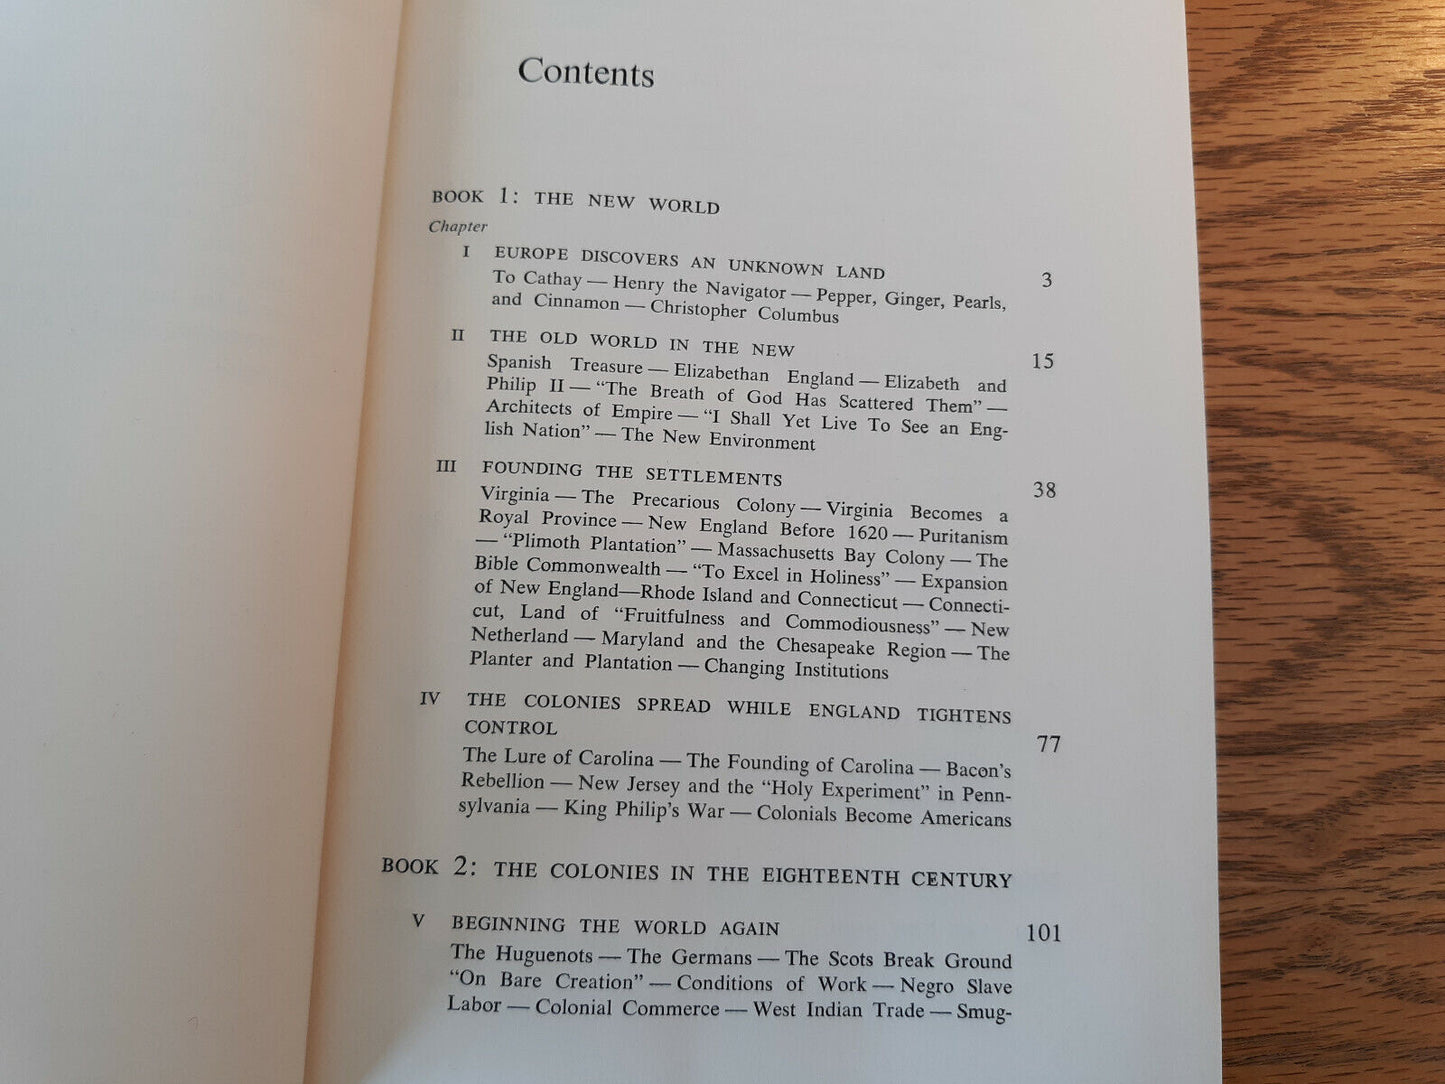 Contents
BOOK 1: THE NEW WORLD
Chapter
I EUROPE DISCOVERS AN UNKNOWN LAND 3
To Cathay — Henry the Navigator — Pepper, Ginger, Pearls,
and Cinnamon — Christopher Columbus
II THE OLD WORLD IN THE NEW 15
Spanish Treasure — Elizabethan England — Elizabeth and
Philip II — “The Breath of God Has Scattered Them” —
Architects of Empire — “I Shall Yet Live To See an Eng-
lish Nation” — The New Environment
III FOUNDING THE SETTLEMENTS 38
Virginia — The Precarious Colony — Virginia Becomes a
Royal Province — New England Before 1620 — Puritanism
— “Plimoth Plantation” — Massachusetts Bay Colony — The
Bible Commonwealth — “To Excel in Holiness” — Expansion
of New England—Rhode Island and Connecticut — Connecti-
cut, Land of “Fruitfulness and Commodiousness” — New
Netherland — Maryland and the Chesapeake Region — The
Planter and Plantation — Changing Institutions
IV THE COLONIES SPREAD WHILE ENGLAND TIGHTENS
CONTROL 77
The Lure of Carolina — The Founding of Carolina — Bacon's
Rebellion — New Jersey and the “Holy Experiment” in Penn-
sylvania — King Philip's War — Colonials Become Americans
BOOK 2: THE COLONIES IN THE EIGHTEENTH CENTURY
V BEGINNING THE WORLD AGAIN 101
The Huguenots — The Germans — The Scots Break Ground
“On Bare Creation” — Conditions of Work — Negro Slave
Labor — Colonial Commerce — West Indian Trade — Smug-